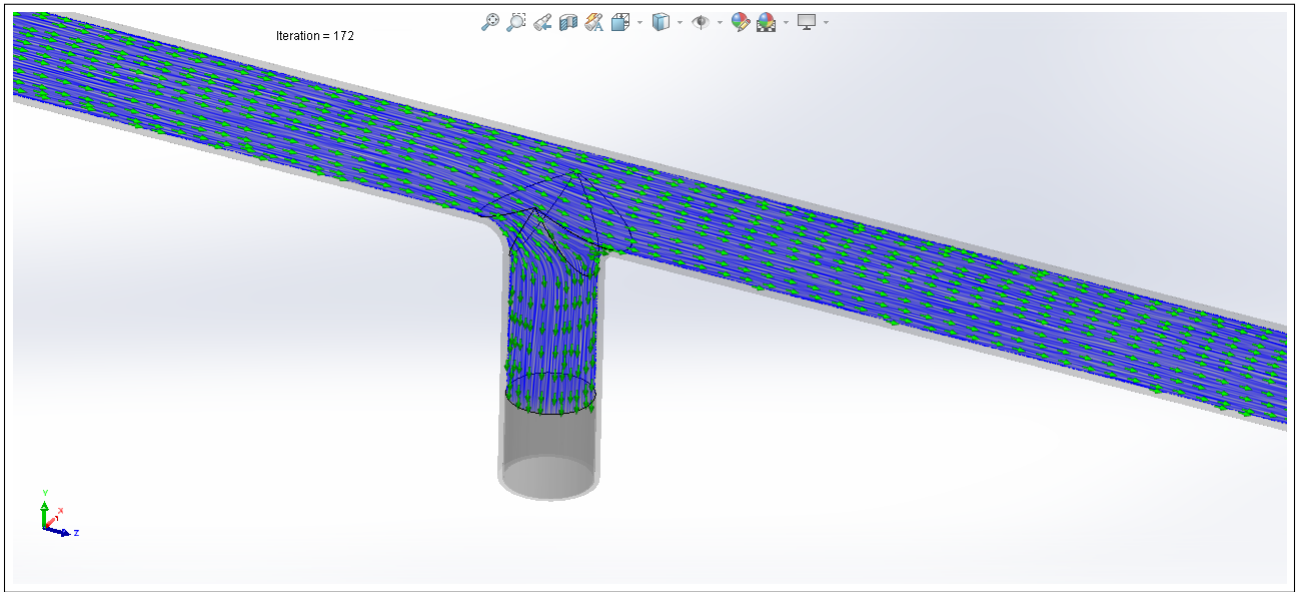 Iteration = 172
Y
X
Z